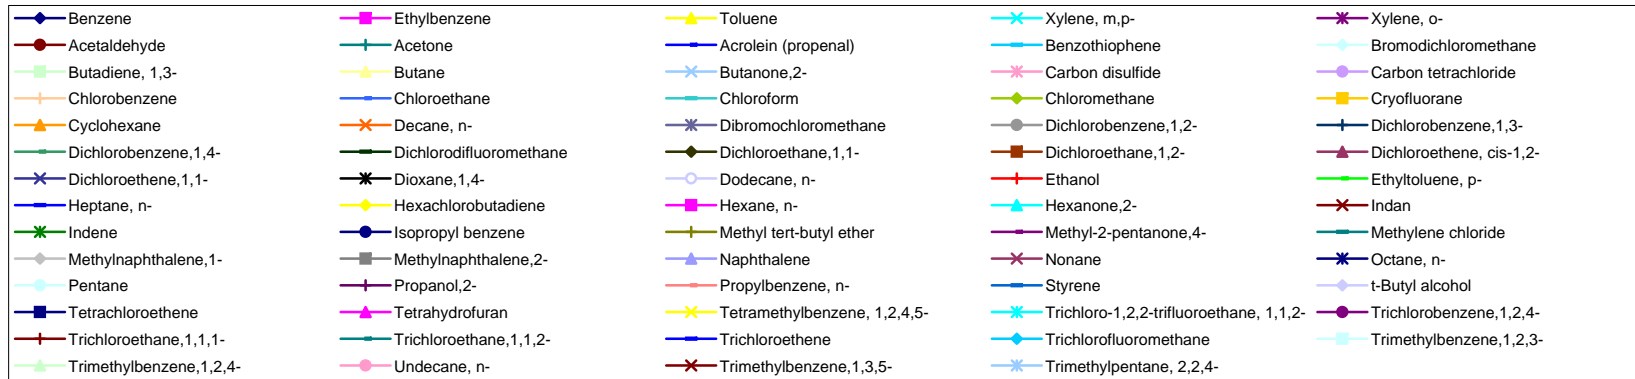 Benzene Ethylbenzene Toluene Xylene, m,p- Xylene, o-
Acetaldehyde Acetone Acrolein (propenal) Benzothiophene Bromodichloromethane
Butadiene, 1,3- Butane Butanone,2- Carbon disulfide Carbon tetrachloride
Chlorobenzene Chloroethane Chloroform Chloromethane Cryofluorane
Cyclohexane Decane, n- Dibromochloromethane Dichlorobenzene,1,2- Dichlorobenzene,1,3-
Dichlorobenzene,1,4- Dichlorodifluoromethane Dichloroethane,1,1- Dichloroethane,1,2- Dichloroethene, cis-1,2-
Dichloroethene,1,1- Dioxane,1,4- Dodecane, n- Ethanol Ethyltoluene, p-
Heptane, n- Hexachlorobutadiene Hexane, n- Hexanone,2- Indan
Indene Isopropyl benzene Methyl tert-butyl ether Methyl-2-pentanone,4- Methylene chloride
Methylnaphthalene,1- Methylnaphthalene,2- Naphthalene Nonane Octane, n-
Pentane Propanol,2- Propylbenzene, n- Styrene t-Butyl alcohol
Tetrachloroethene Tetrahydrofuran Tetramethylbenzene, 1,2,4,5- Trichloro-1,2,2-trifluoroethane, 1,1,2- Trichlorobenzene,1,2,4-
Trichloroethane,1,1,1- Trichloroethane,1,1,2- Trichloroethene Trichlorofluoromethane Trimethylbenzene,1,2,3-
Trimethylbenzene,1,2,4- Undecane, n- Trimethylbenzene,1,3,5- Trimethylpentane, 2,2,4-